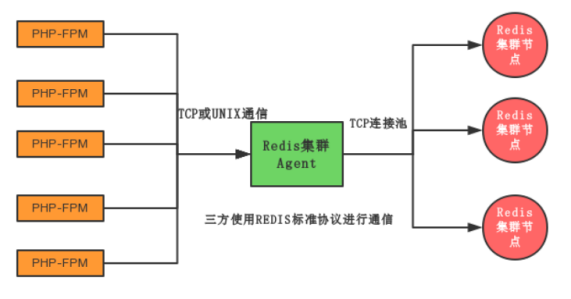 PHP-FPM
PHP-FPM
PHP-FPM
PHP-FPM
PHP-FPM
TCP或UNIX通信
Redis集群
Agent
TCP连接池
三方使用REDIS标准协议进行通信
Redis
集群节
点
Redis
集群节
点
Redis
集群节
点